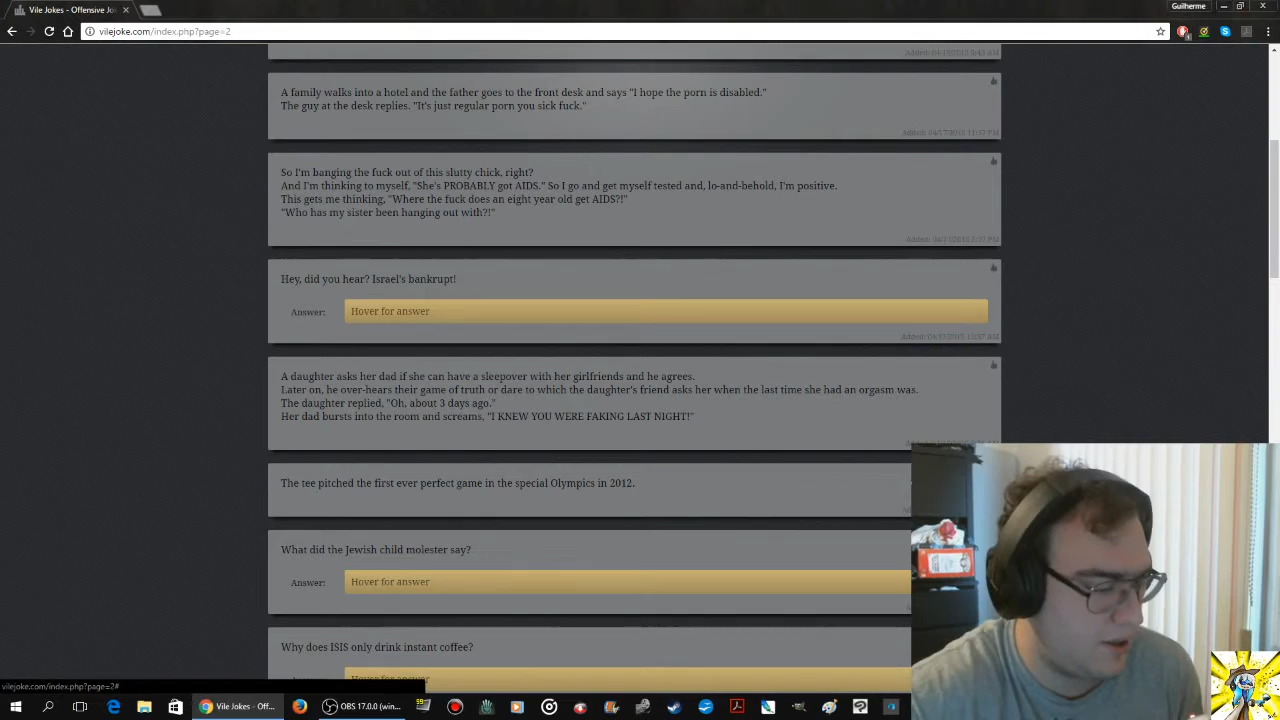 Vile Jokes - Offensive Jo
Guilherme
vilejoke.com/index.php?page=2
A family walks into a hotel and the father goes to the front desk and says "I hope the porn is disabled."
The guy at the desk replies. "It's just regular porn you sick fuck."
So I'm banging the fuck out of this slutty chick, right?
And I'm thinking to myself, "She's PROBABLY got AIDS." So I go and get myself tested and, lo-and-behold, I'm positive.
This gets me thinking, "Where the fuck does an eight year old get AIDS?!"
"Who has my sister been hanging out with?!"
Hey, did you hear? Israel's bankrupt!
Answer: Hover for answer
A daughter asks her dad if she can have a sleepover with her girlfriends and he agrees.
Later on, he over-hears their game of truth or dare to which the daughter's friend asks her when the last time she had an orgasm was.
The daughter replied, "Oh, about 3 days ago."
Her dad bursts into the room and screams, "I KNEW YOU WERE FAKING LAST NIGHT!"
The tee pitched the first ever perfect game in the special Olympics in 2012.
What did the Jewish child molester say?
Answer: Hover for answer
Why does ISIS only drink instant coffee?
Hover for answer
vilejoke.com/index.php?page=2#
Vile Jokes - Off...
OBS 17.0.0 (win...